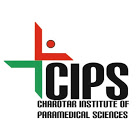 CIPS
CHAROTAR INSTITUTE OF
PARAMEDICAL SCIENCES